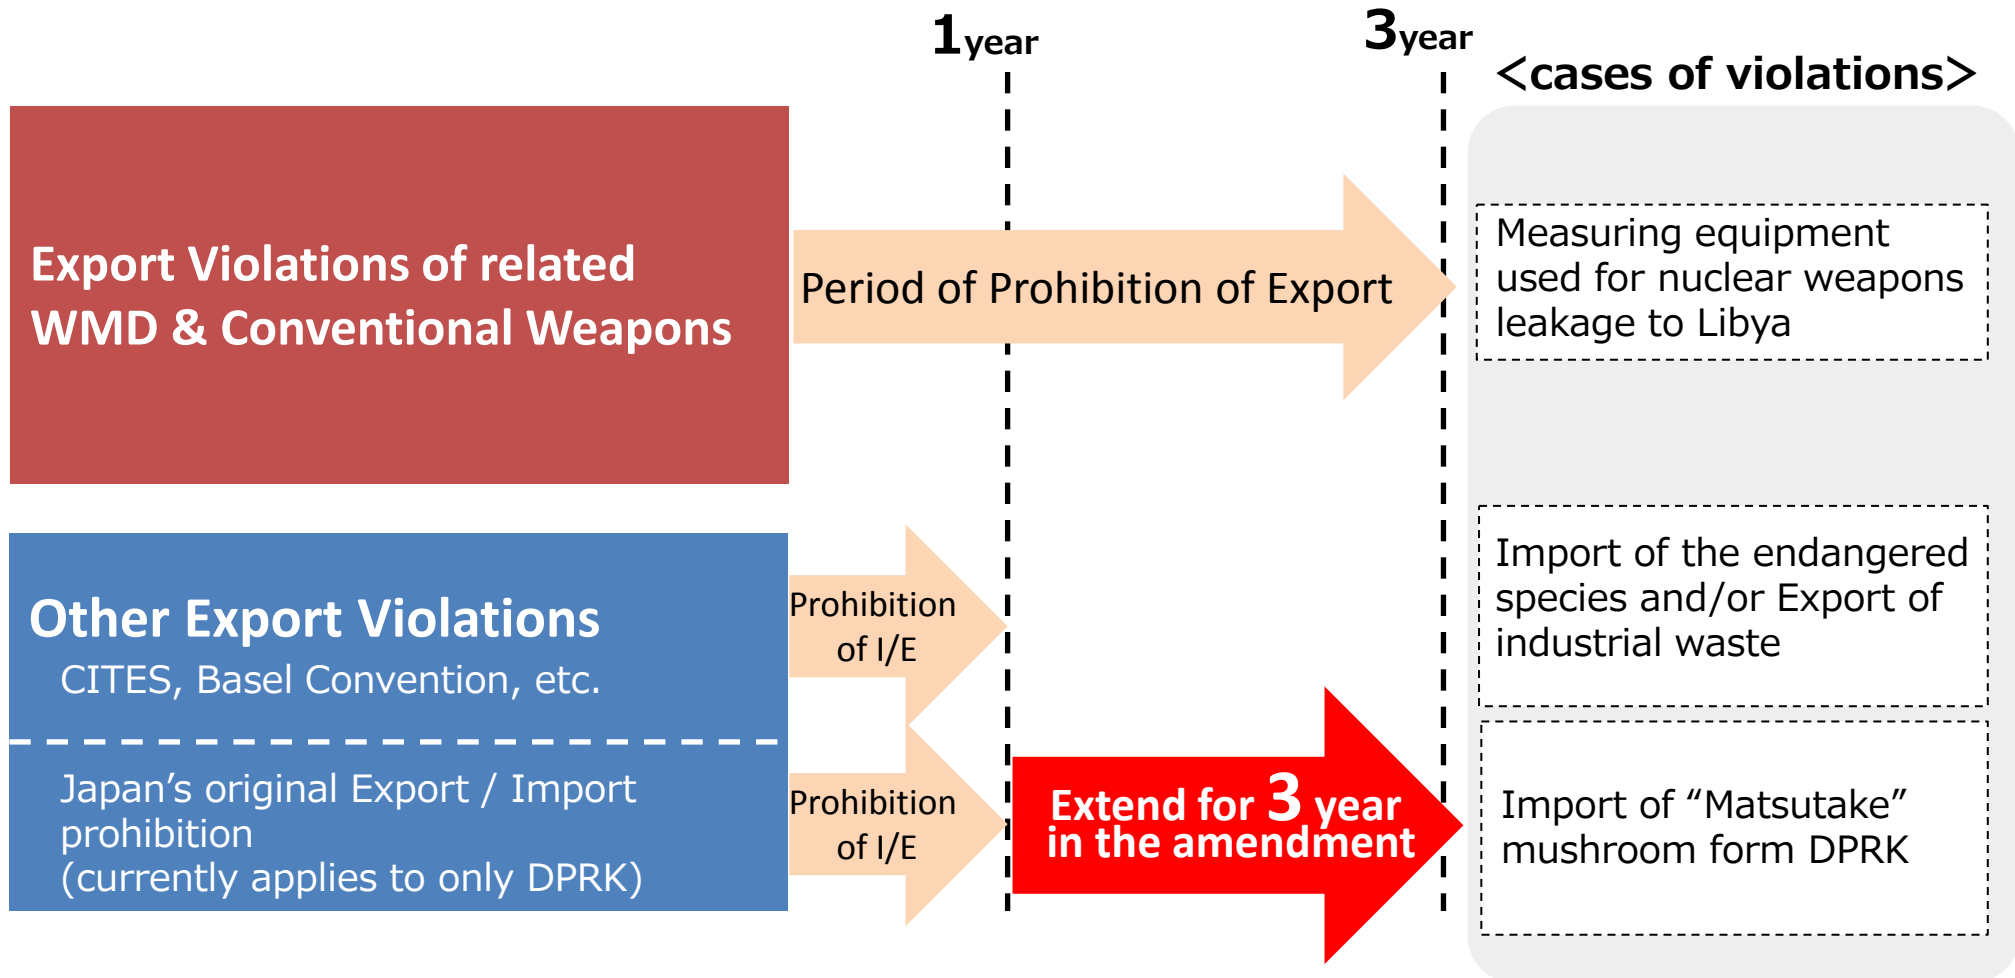 1year
3year
<cases of violations>
Export Violations of related
WMD & Conventional Weapons
Period of Prohibition of Export
Measuring equipment
used for nuclear weapons
leakage to Libya
Other Export Violations
CITES, Basel Convention, etc.
Prohibition
of I/E
Import of the endangered
species and/or Export of
industrial waste
Japan’s original Export / Import
prohibition
(currently applies to only DPRK)
Prohibition
of I/E
Extend for 3 year
in the amendment
Import of “Matsutake”
mushroom form DPRK